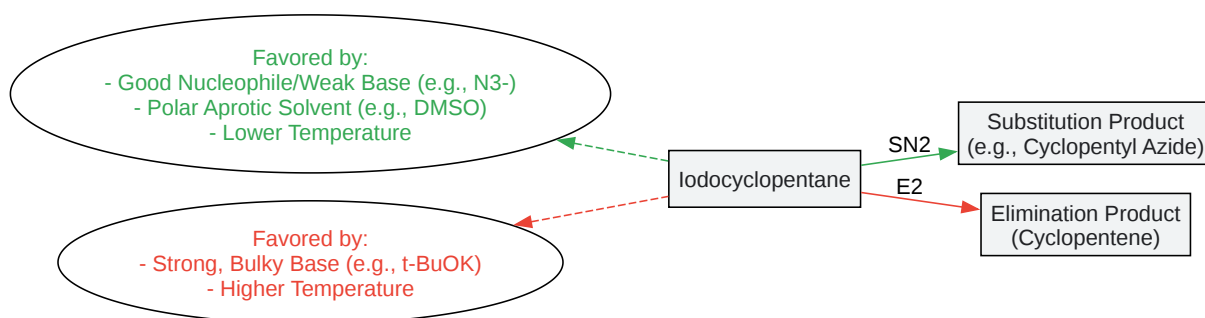 Favored by:
- Good Nucleophile/Weak Base (e.g., N3-)
- Polar Aprotic Solvent (e.g., DMSO)
- Lower Temperature
Iodocyclopentane
SN2
Substitution Product
(e.g., Cyclopentyl Azide)
E2
Elimination Product
(Cyclopentene)
Favored by:
- Strong, Bulky Base (e.g., t-BuOK)
- Higher Temperature